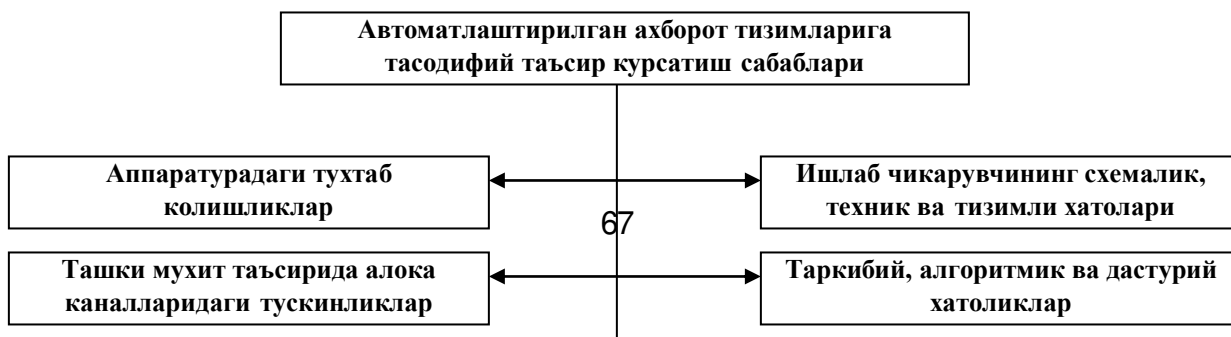 Автоматлаштирилган ахборот тизимларига
тасодифий таъсир курсатиш сабаблари
Аппаратурадаги тухтаб
колишликлар
Ишлаб чикарувчининг схемалик,
техник ва тизимли хатолари
67
Ташки мухит таъсирида алока
каналларидаги тускинликлар
Таркибий, алгоритмик ва дастурий
хатоликлар